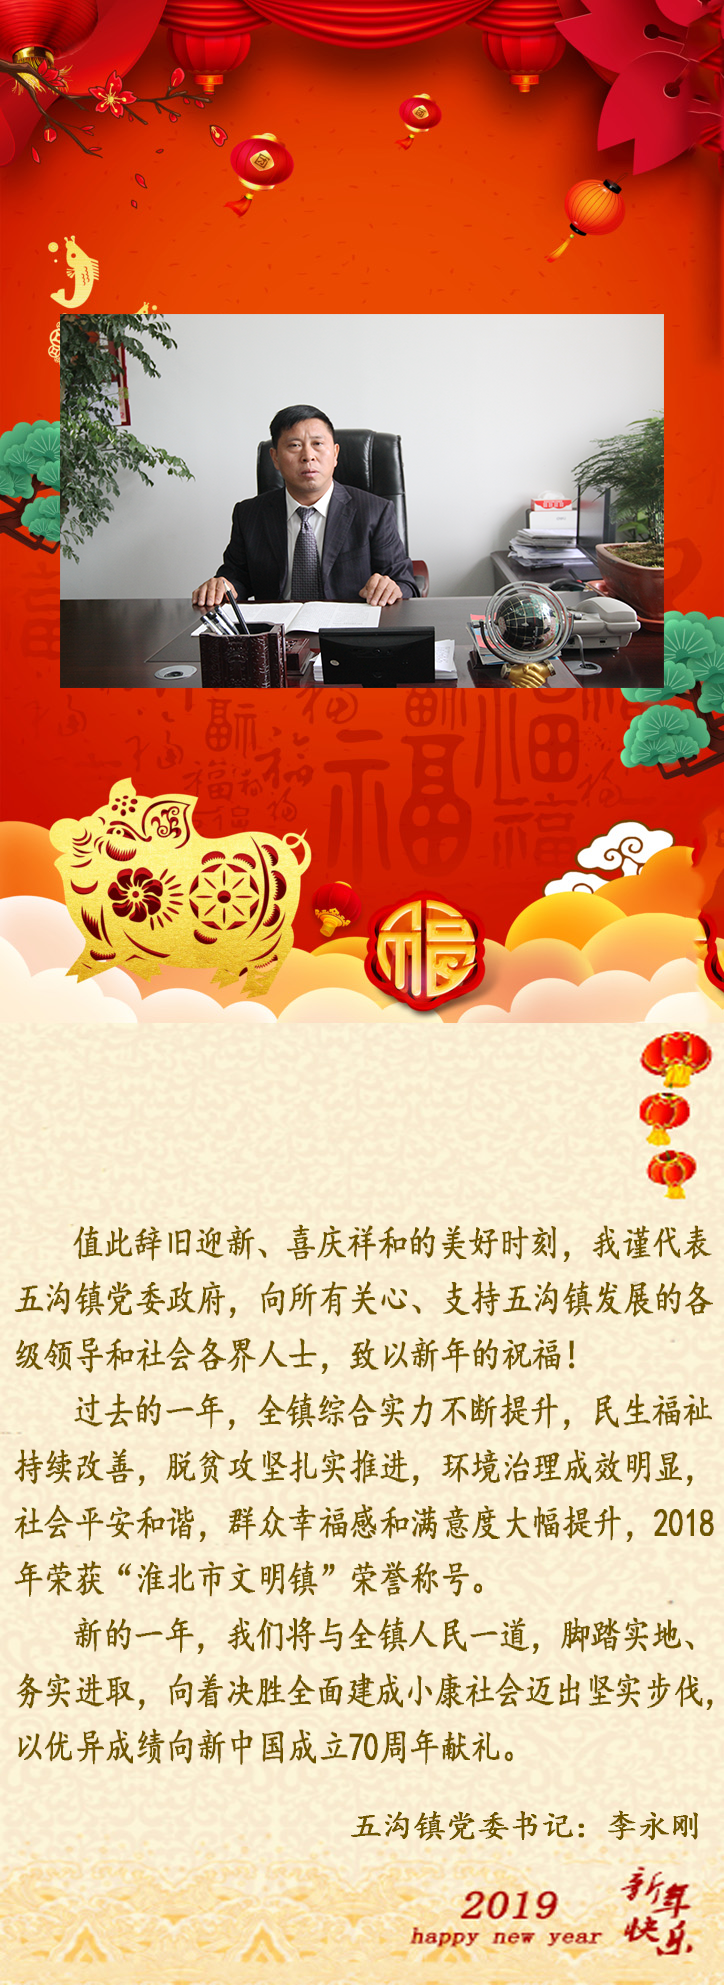 福
值此辞旧迎新、喜庆祥和的美好时刻，我谨代表
五沟镇党委政府，向所有关心、支持五沟镇发展的各
级领导和社会各界人士，致以新年的祝福！
过去的一年，全镇综合实力不断提升，民生福祉
持续改善，脱贫攻坚扎实推进，环境治理成效明显，
社会平安和谐，群众幸福感和满意度大幅提升，2018
年荣获“淮北市文明镇”荣誉称号。
新的一年，我们将与全镇人民一道，脚踏实地、
务实进取，向着决胜全面建成小康社会迈出坚实步伐，
以优异成绩向新中国成立70周年献礼。
五沟镇党委书记：李永刚
2019
happy new year
新年
快乐